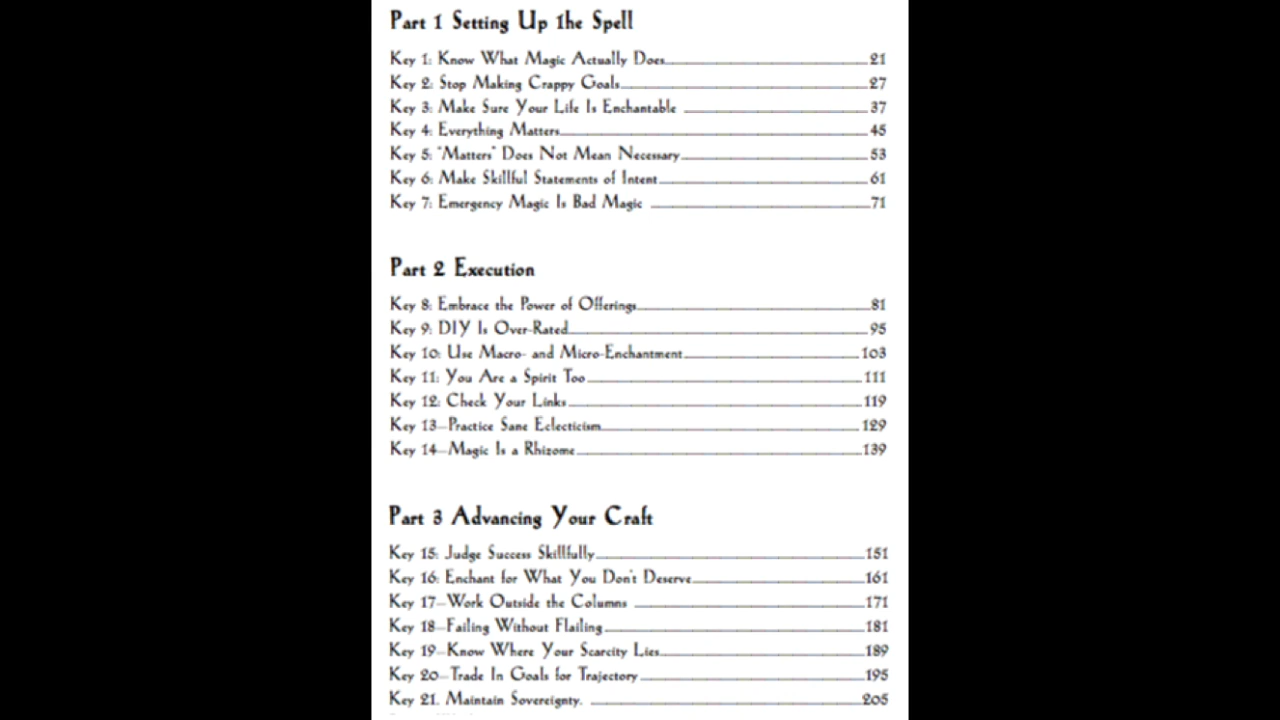 Part 1 Setting Up the Spell
Key 1: Know What Magic Actually Does 21
Key 2: Stop Making Crappy Goals 27
Key 3: Make Sure Your Life Is Enchantable 37
Key 4: Everything Matters 45
Key 5: "Matters" Does Not Mean Necessary 53
Key 6: Make Skillful Statements of Intent 61
Key 7: Emergency Magic Is Bad Magic 71
Part 2 Execution
Key 8: Embrace the Power of Offerings 81
Key 9: DIY Is Over-Rated 95
Key 10: Use Macro- and Micro-Enchantment 103
Key 11: You Are a Spirit Too 111
Key 12: Check Your Links 119
Key 13—Practice Sane Eclecticism 129
Key 14—Magic Is a Rhizome 139
Part 3 Advancing Your Craft
Key 15: Judge Success Skillfully 151
Key 16: Enchant for What You Don't Deserve 161
Key 17—Work Outside the Columns 171
Key 18—Failing Without Flailing 181
Key 19—Know Where Your Scarcity Lies 189
Key 20—Trade In Goals for Trajectory 195
Key 21. Maintain Sovereignty. 205